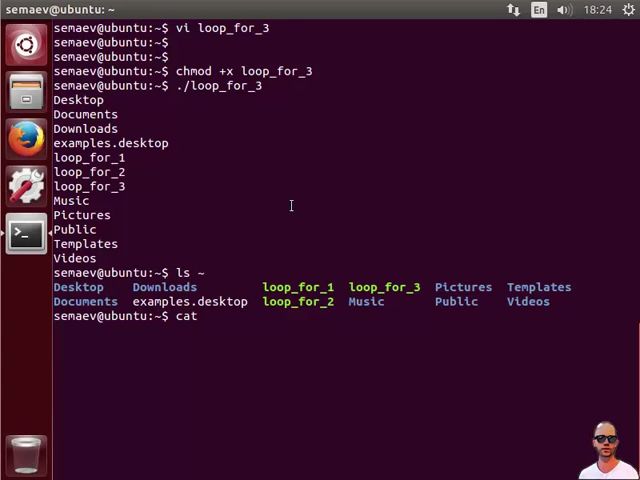 semaev@ubuntu: ~
En
18:24
semaev@ubuntu:~$ vi loop_for_3
semaev@ubuntu:~$
semaev@ubuntu:~$
semaev@ubuntu:~$ chmod +x loop_for_3
semaev@ubuntu:~$ ./loop_for_3
Desktop
Documents
Downloads
examples.desktop
loop_for_1
loop_for_2
loop_for_3
Music
Pictures
Public
Templates
Videos
semaev@ubuntu:~$ ls ~
Desktop Downloads loop_for_1 loop_for_3 Pictures Templates
Documents examples.desktop loop_for_2 Music Public Videos
semaev@ubuntu:~$ cat